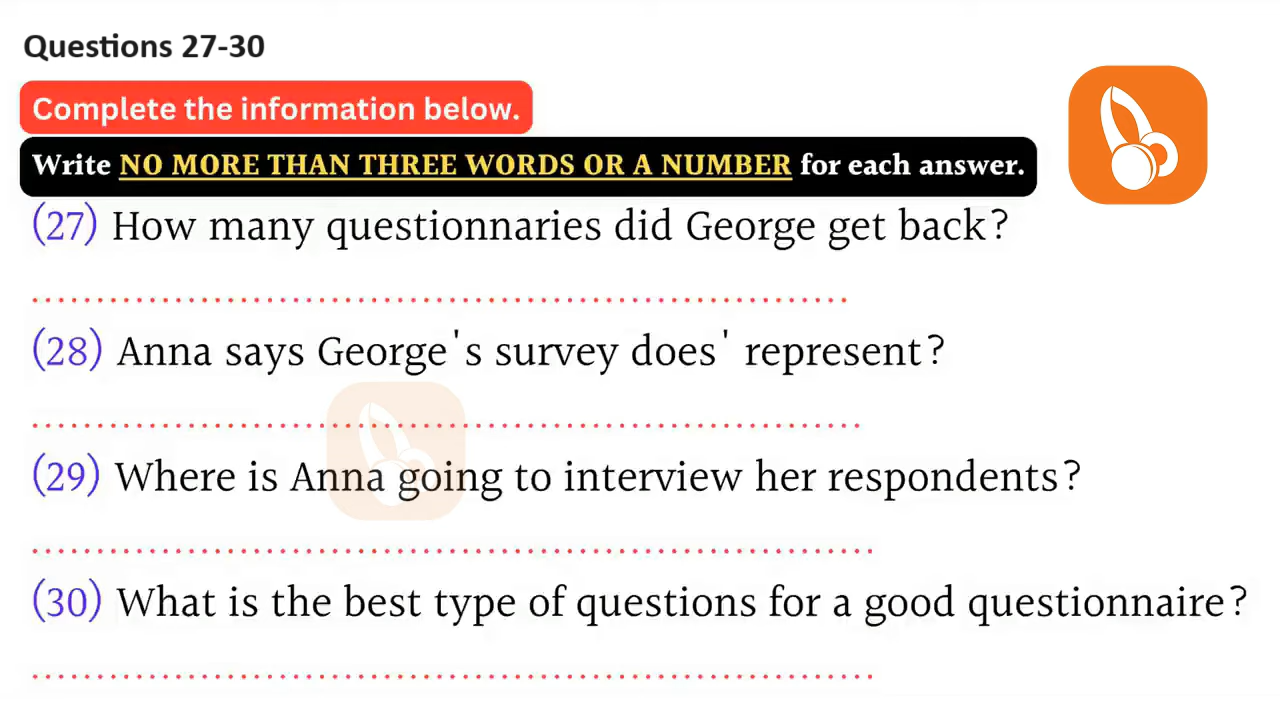 Questions 27-30
Complete the information below.
Write NO MORE THAN THREE WORDS OR A NUMBER for each answer.
(27) How many questionnaries did George get back?
(28) Anna says George's survey does' represent?
(29) Where is Anna going to interview her respondents?
(30) What is the best type of questions for a good questionnaire?